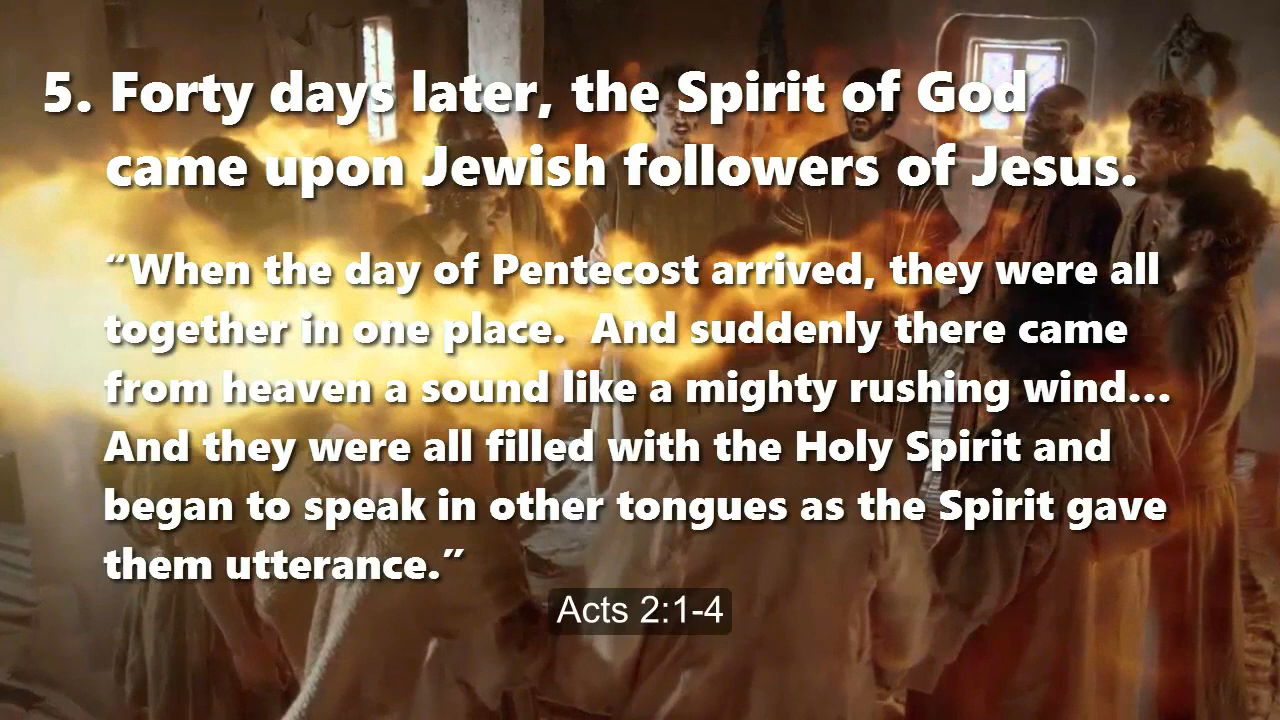 5. Forty days later, the Spirit of God
came upon Jewish followers of Jesus.
“When the day of Pentecost arrived, they were all
together in one place.  And suddenly there came
from heaven a sound like a mighty rushing wind…
And they were all filled with the Holy Spirit and
began to speak in other tongues as the Spirit gave
them utterance.”
Acts 2:1-4